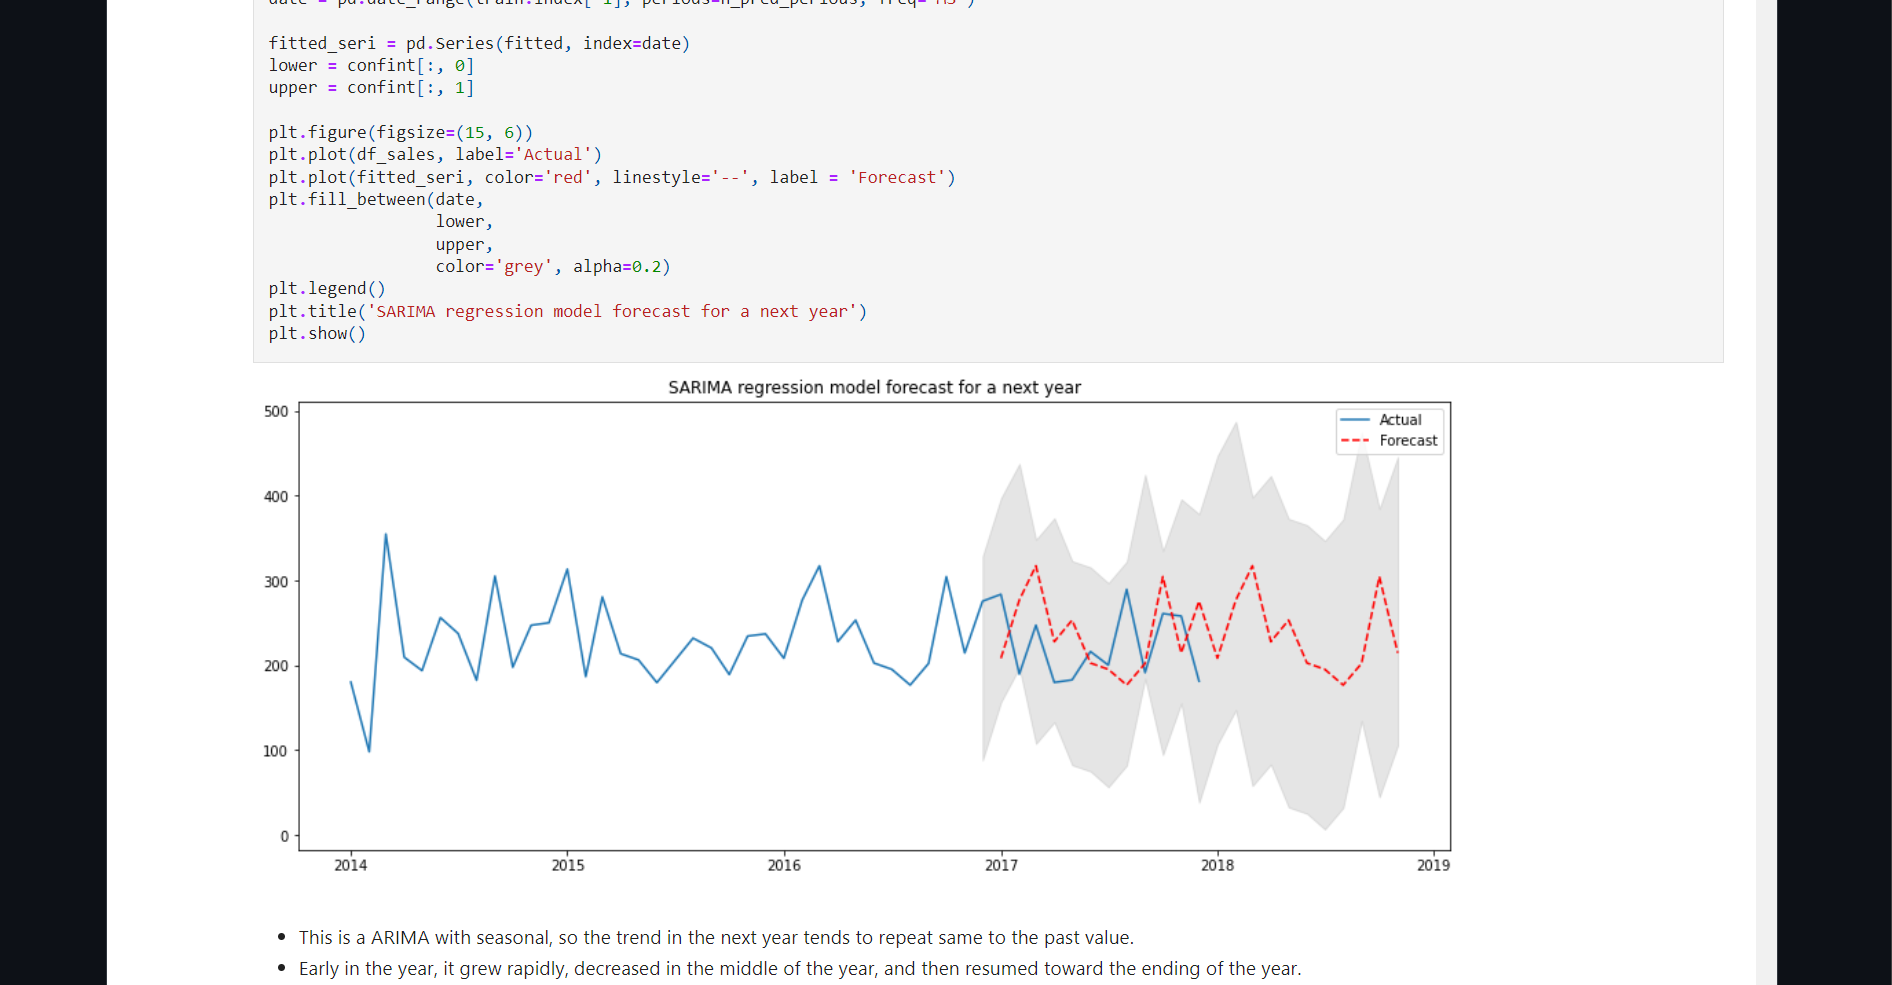 fitted_seri = pd.Series(fitted, index=date)
lower = confint[:, 0]
upper = confint[:, 1]
plt.figure(figsize=(15, 6))
plt.plot(df_sales, label='Actual')
plt.plot(fitted_seri, color='red', linestyle='--', label = 'Forecast')
plt.fill_between(date,
lower,
upper,
color='grey', alpha=0.2)
plt.legend()
plt.title('SARIMA regression model forecast for a next year')
plt.show()
SARIMA regression model forecast for a next year
Actual
Forecast
500
400
300
200
100
0
2014 2015 2016 2017 2018 2019
• This is a ARIMA with seasonal, so the trend in the next year tends to repeat same to the past value.
• Early in the year, it grew rapidly, decreased in the middle of the year, and then resumed toward the ending of the year.